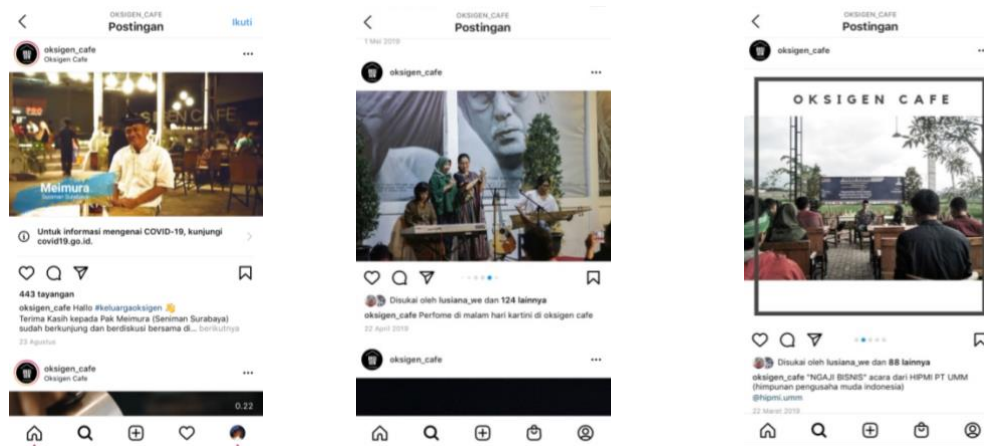 OKSIGEN_CAFE
Postingan
Ikuti
oksigen_cafe
Oksigen Cafe
Meimura
Seniman Surabaya
Untuk informasi mengenai COVID-19, kunjungi
covid19.go.id.
443 tayangan
oksigen_cafe Hallo #keluargaoksigen
Terima Kasih kepada Pak Meimura (Seniman Surabaya)
sudah berkunjung dan berdiskusi bersama di... berikutnya
23 Agustus
oksigen_cafe
Oksigen Cafe
0.22
OKSIGEN_CAFE
Postingan
1 Mei 2019
oksigen_cafe
Disukai oleh lusiana_we dan 124 lainnya
oksigen_cafe Perfome di malam hari kartini di oksigen cafe
22 April 2019
oksigen_cafe
OKSIGEN_CAFE
Postingan
oksigen_cafe
OKSIGEN CAFE
Disukai oleh lusiana_we dan 88 lainnya
oksigen_cafe "NGAJI BISNIS" acara dari HIPMI PT UMM
(himpunan pengusaha muda indonesia)
@hipmi.umm
22 Maret 2019